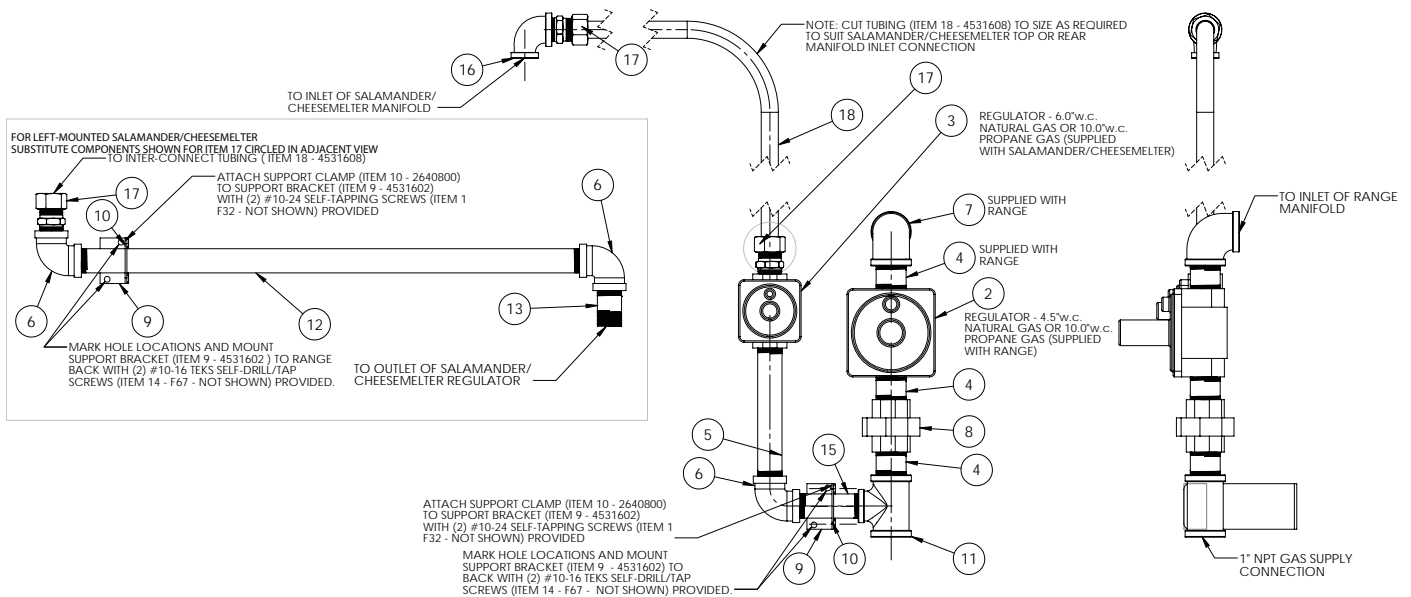 NOTE: CUT TUBING (ITEM 18 - 4531608) TO SIZE AS REQUIRED
TO SUIT SALAMANDER/CHEESEMELTER TOP OR REAR
MANIFOLD INLET CONNECTION
16
17
TO INLET OF SALAMANDER/
CHEESEMELTER MANIFOLD
17
18
3
REGULATOR - 6.0"w.c.
NATURAL GAS OR 10.0"w.c.
PROPANE GAS (SUPPLIED
WITH SALAMANDER/CHEESEMELTER)
FOR LEFT-MOUNTED SALAMANDER/CHEESEMELTER
SUBSTITUTE COMPONENTS SHOWN FOR ITEM 17 CIRCLED IN ADJACENT VIEW
TO INTER-CONNECT TUBING ( ITEM 18 - 4531608)
17
10
ATTACH SUPPORT CLAMP (ITEM 10 - 2640800)
TO SUPPORT BRACKET (ITEM 9 - 4531602)
WITH (2) #10-24 SELF-TAPPING SCREWS (ITEM 1
F32 - NOT SHOWN) PROVIDED
6
6
9
12
13
MARK HOLE LOCATIONS AND MOUNT
SUPPORT BRACKET (ITEM 9 - 4531602 ) TO RANGE
BACK WITH (2) #10-16 TEKS SELF-DRILL/TAP
SCREWS (ITEM 14 - F67 - NOT SHOWN) PROVIDED.
TO OUTLET OF SALAMANDER/
CHEESEMELTER REGULATOR
7
SUPPLIED WITH
RANGE
4
SUPPLIED WITH
RANGE
2
REGULATOR - 4.5"w.c.
NATURAL GAS OR 10.0"w.c.
PROPANE GAS (SUPPLIED
WITH RANGE)
4
8
4
5
6
15
11
10
9
ATTACH SUPPORT CLAMP (ITEM 10 - 2640800)
TO SUPPORT BRACKET (ITEM 9 - 4531602)
WITH (2) #10-24 SELF-TAPPING SCREWS (ITEM 1
F32 - NOT SHOWN) PROVIDED
MARK HOLE LOCATIONS AND MOUNT
SUPPORT BRACKET (ITEM 9 - 4531602) TO
BACK WITH (2) #10-16 TEKS SELF-DRILL/TAP
SCREWS (ITEM 14 - F67 - NOT SHOWN) PROVIDED.
TO INLET OF RANGE
MANIFOLD
1" NPT GAS SUPPLY
CONNECTION